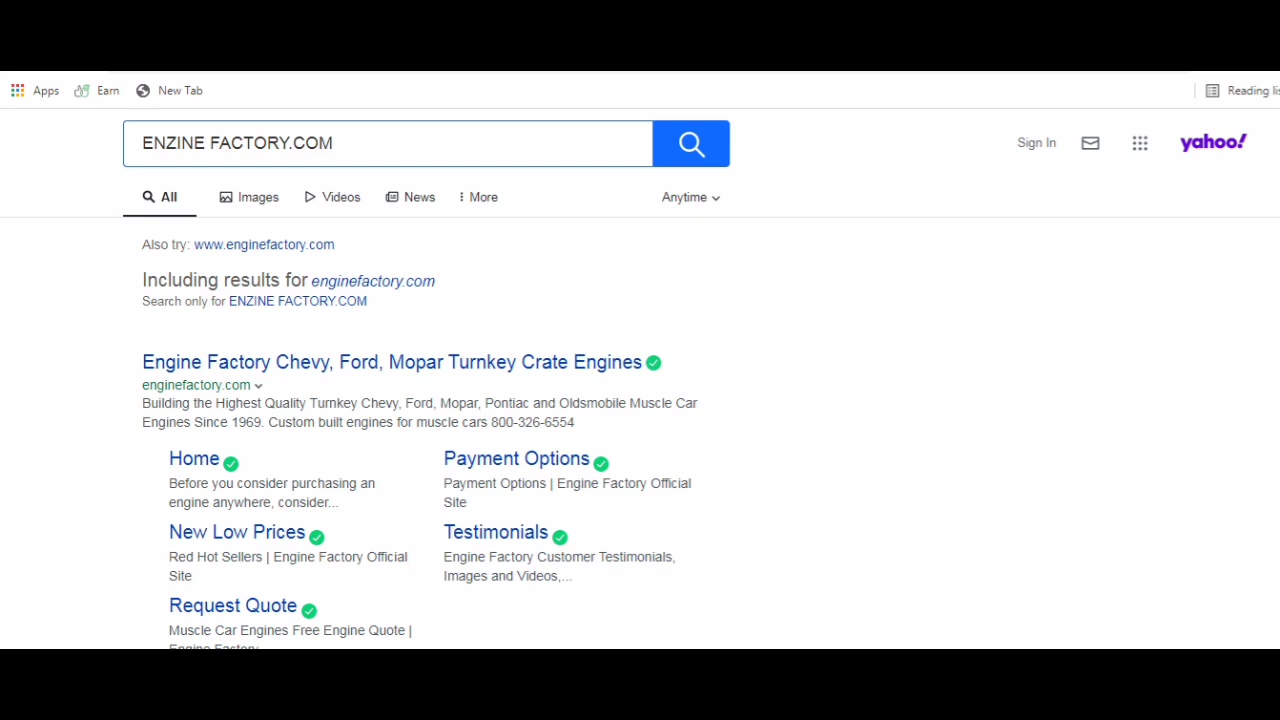 Apps Earn New Tab Reading lis
ENZINE FACTORY.COM
Sign In yahoo!
All Images Videos News More Anytime
Also try: www.enginefactory.com
Including results for enginefactory.com
Search only for ENZINE FACTORY.COM
Engine Factory Chevy, Ford, Mopar Turnkey Crate Engines
enginefactory.com
Building the Highest Quality Turnkey Chevy, Ford, Mopar, Pontiac and Oldsmobile Muscle Car
Engines Since 1969. Custom built engines for muscle cars 800-326-6554
Home
Before you consider purchasing an
engine anywhere, consider...
Payment Options
Payment Options | Engine Factory Official
Site
New Low Prices
Red Hot Sellers | Engine Factory Official
Site
Testimonials
Engine Factory Customer Testimonials,
Images and Videos,...
Request Quote
Muscle Car Engines Free Engine Quote |
Engine Factory